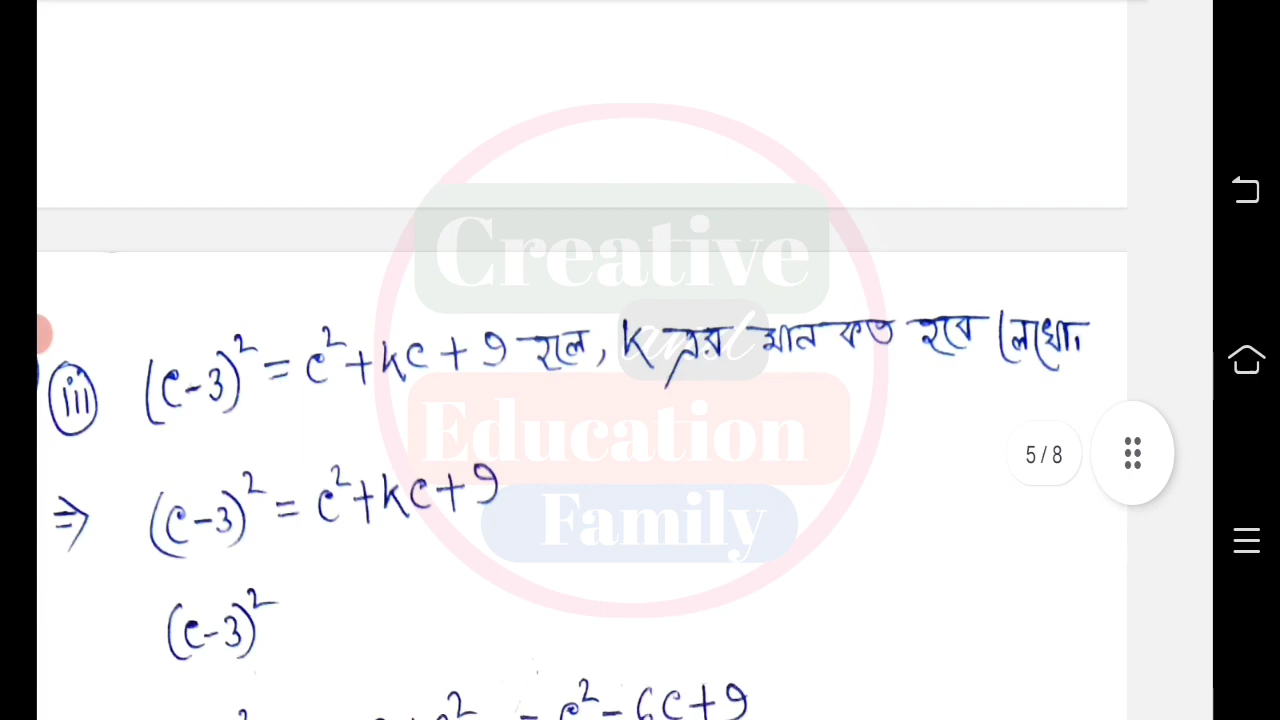 Creative
and
Education
Family
(iii) (c-3)² = c²+kc+9 হলে, k এর মান কত হবে লেখো।
5/8
⇒ (c-3)² = c²+kc+9
(c-3)²
= c²-6c+9